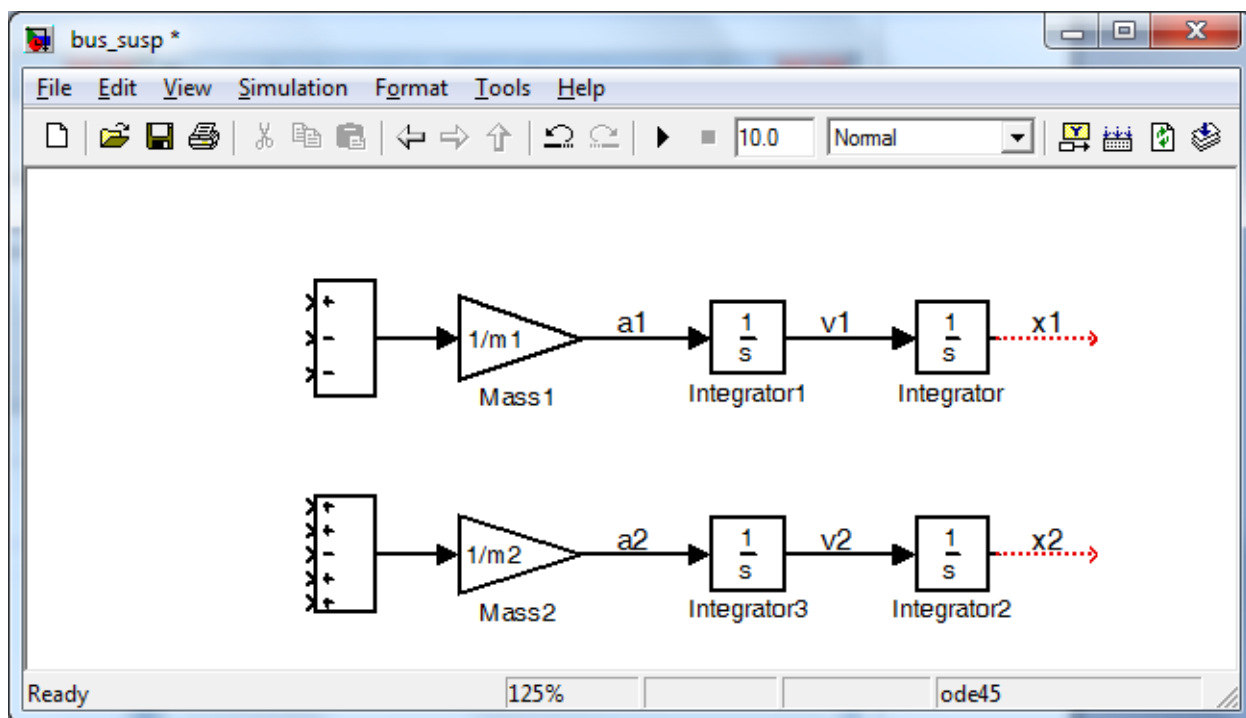 bus_susp *
File Edit View Simulation Format Tools Help
10.0 Normal
+
-
-
1/m1
Mass1
a1
1
s
Integrator1
v1
1
s
Integrator
x1
+
+
-
+
+
1/m2
Mass2
a2
1
s
Integrator3
v2
1
s
Integrator2
x2
Ready 125% ode45